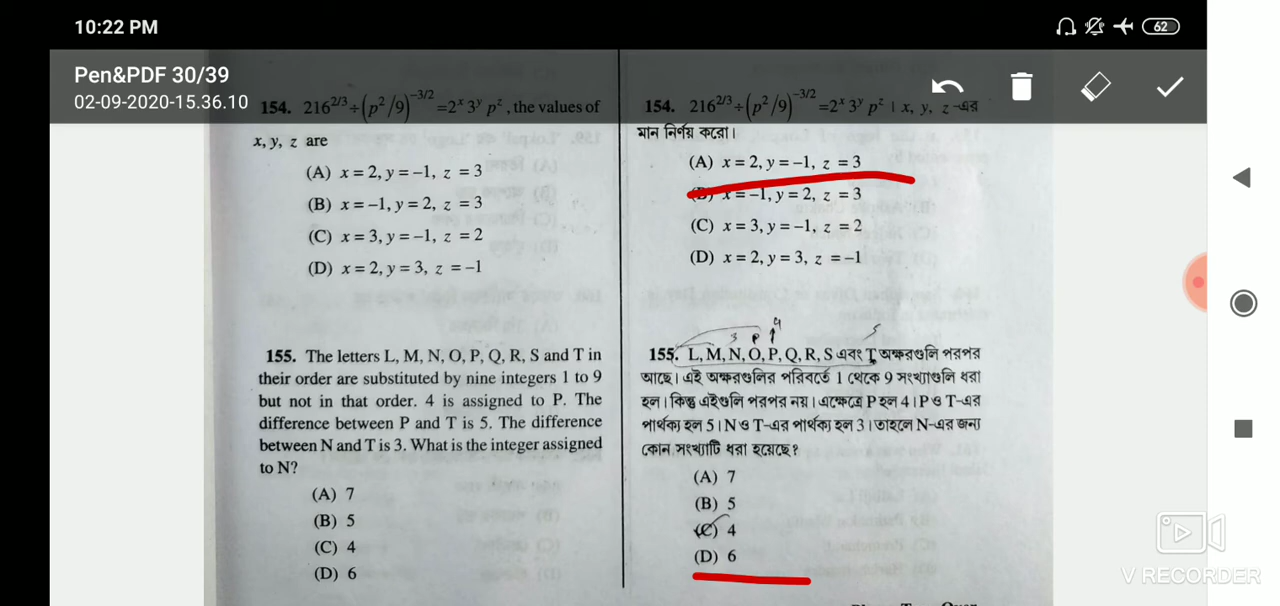 10:22 PM
62
Pen&PDF 30/39
02-09-2020-15.36.10
154. 216^{2/3} ÷ (p^2/9)^{-3/2} = 2^x 3^y p^z, the values of
x, y, z are
(A) x = 2, y = −1, z = 3
(B) x = −1, y = 2, z = 3
(C) x = 3, y = −1, z = 2
(D) x = 2, y = 3, z = −1
155. The letters L, M, N, O, P, Q, R, S and T in
their order are substituted by nine integers 1 to 9
but not in that order. 4 is assigned to P. The
difference between P and T is 5. The difference
between N and T is 3. What is the integer assigned
to N?
(A) 7
(B) 5
(C) 4
(D) 6
154. 216^{2/3} ÷ (p^2/9)^{-3/2} = 2^x 3^y p^z । x, y, z -এর
মান নির্ণয় করো।
(A) x = 2, y = −1, z = 3
(B) x = −1, y = 2, z = 3
(C) x = 3, y = −1, z = 2
(D) x = 2, y = 3, z = −1
155. L, M, N, O, P, Q, R, S এবং T অক্ষরগুলি পরপর
আছে। এই অক্ষরগুলির পরিবর্তে 1 থেকে 9 সংখ্যাগুলি ধরা
হল। কিন্তু এইগুলি পরপর নয়। এক্ষেত্রে P হল 4। P ও T-এর
পার্থক্য হল 5। N ও T-এর পার্থক্য হল 3। তাহলে N-এর জন্য
কোন সংখ্যাটি ধরা হয়েছে?
(A) 7
(B) 5
(C) 4
(D) 6
V RECORDER